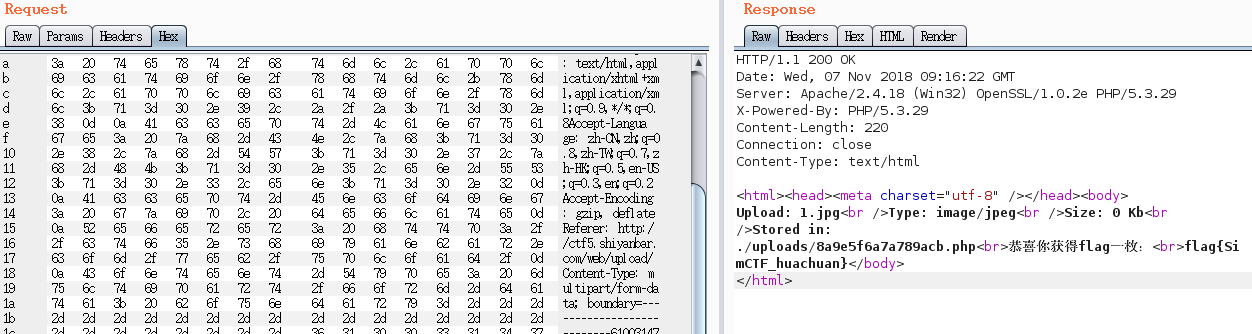 Request
Raw Params Headers Hex
a 3a 20 74 65 78 74 2f 68 74 6d 6c 2c 61 70 70 6c : text/html,appl
b 69 63 61 74 69 6f 6e 2f 78 68 74 6d 6c 2b 78 6d ication/xhtml+xm
c 6c 2c 61 70 70 6c 69 63 61 74 69 6f 6e 2f 78 6d l,application/xm
d 6c 3b 71 3d 30 2e 39 2c 2a 2f 2a 3b 71 3d 30 2e l;q=0.9,*/*;q=0.
e 38 0d 0a 41 63 63 65 70 74 2d 4c 61 6e 67 75 61 8Accept-Langua
f 67 65 3a 20 7a 68 2d 43 4e 2c 7a 68 3b 71 3d 30 ge: zh-CN,zh;q=0
10 2e 38 2c 7a 68 2d 54 57 3b 71 3d 30 2e 37 2c 7a .8,zh-TW;q=0.7,z
11 68 2d 48 4b 3b 71 3d 30 2e 35 2c 65 6e 2d 55 53 h-HK;q=0.5,en-US
12 3b 71 3d 30 2e 33 2c 65 6e 3b 71 3d 30 2e 32 0d ;q=0.3,en;q=0.2
13 0a 41 63 63 65 70 74 2d 45 6e 63 6f 64 69 6e 67 Accept-Encoding
14 3a 20 67 7a 69 70 2c 20 64 65 66 6c 61 74 65 0d : gzip, deflate
15 0a 52 65 66 65 72 65 72 3a 20 68 74 74 70 3a 2f Referer: http:/
16 2f 63 74 66 35 2e 73 68 69 79 61 6e 62 61 72 2e /ctf5.shiyanbar.
17 63 6f 6d 2f 77 65 62 2f 75 70 6c 6f 61 64 2f 0d com/web/upload/
18 0a 43 6f 6e 74 65 6e 74 2d 54 79 70 65 3a 20 6d Content-Type: m
19 75 6c 74 69 70 61 72 74 2f 66 6f 72 6d 2d 64 61 ultipart/form-da
1a 74 61 3b 20 62 6f 75 6e 64 61 72 79 3d 2d 2d 2d ta; boundary=---
1b 2d 2d 2d 2d 2d 2d 2d 2d 2d 2d 2d 2d 2d 2d 2d 2d ----------------
Response
Raw Headers Hex HTML Render
HTTP/1.1 200 OK
Date: Wed, 07 Nov 2018 09:16:22 GMT
Server: Apache/2.4.18 (Win32) OpenSSL/1.0.2e PHP/5.3.29
X-Powered-By: PHP/5.3.29
Content-Length: 220
Connection: close
Content-Type: text/html
<html><head><meta charset="utf-8" /></head><body>
Upload: 1.jpg<br />Type: image/jpeg<br />Size: 0 Kb<br
/>Stored in:
./uploads/8a9e5f6a7a789acb.php<br>恭喜你获得flag一枚：<br>flag{Si
mCTF_huachuan}</body>
</html>